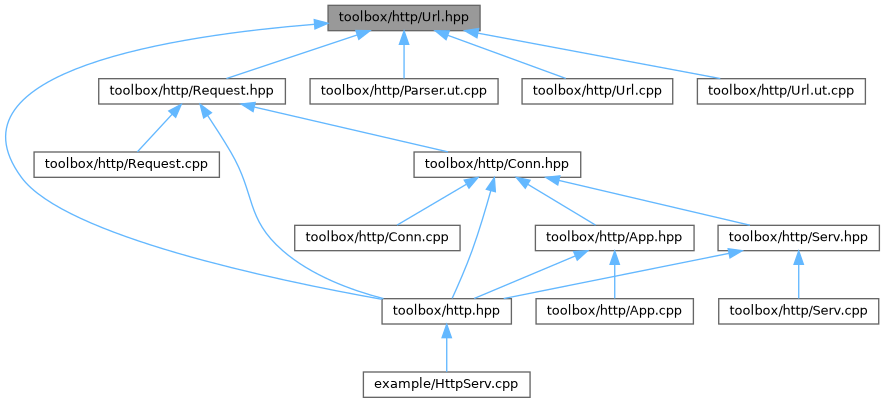 toolbox/http/Url.hpp
toolbox/http/Request.hpp
toolbox/http/Parser.ut.cpp
toolbox/http/Url.cpp
toolbox/http/Url.ut.cpp
toolbox/http/Request.cpp
toolbox/http/Conn.hpp
toolbox/http/Conn.cpp
toolbox/http/App.hpp
toolbox/http/Serv.hpp
toolbox/http.hpp
toolbox/http/App.cpp
toolbox/http/Serv.cpp
example/HttpServ.cpp